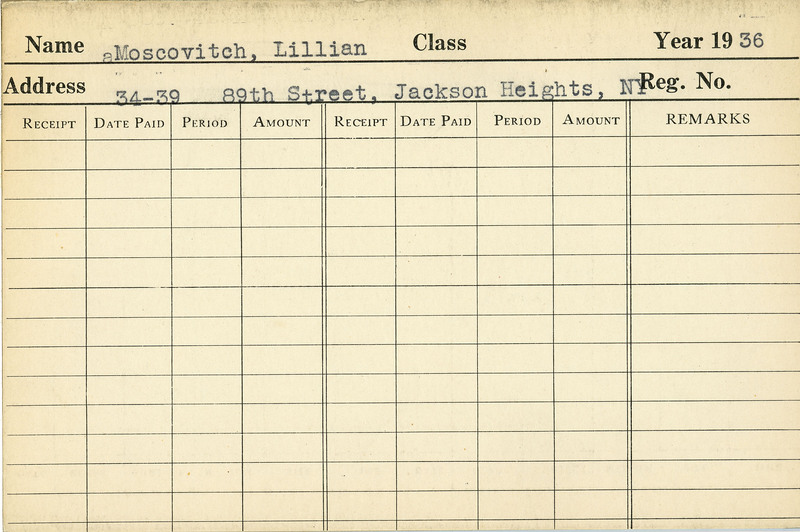 Name aMoscovitch, Lillian Class Year 1936
Address 34-39 89th Street, Jackson Heights, NY Reg. No.
RECEIPT DATE PAID PERIOD AMOUNT RECEIPT DATE PAID PERIOD AMOUNT REMARKS